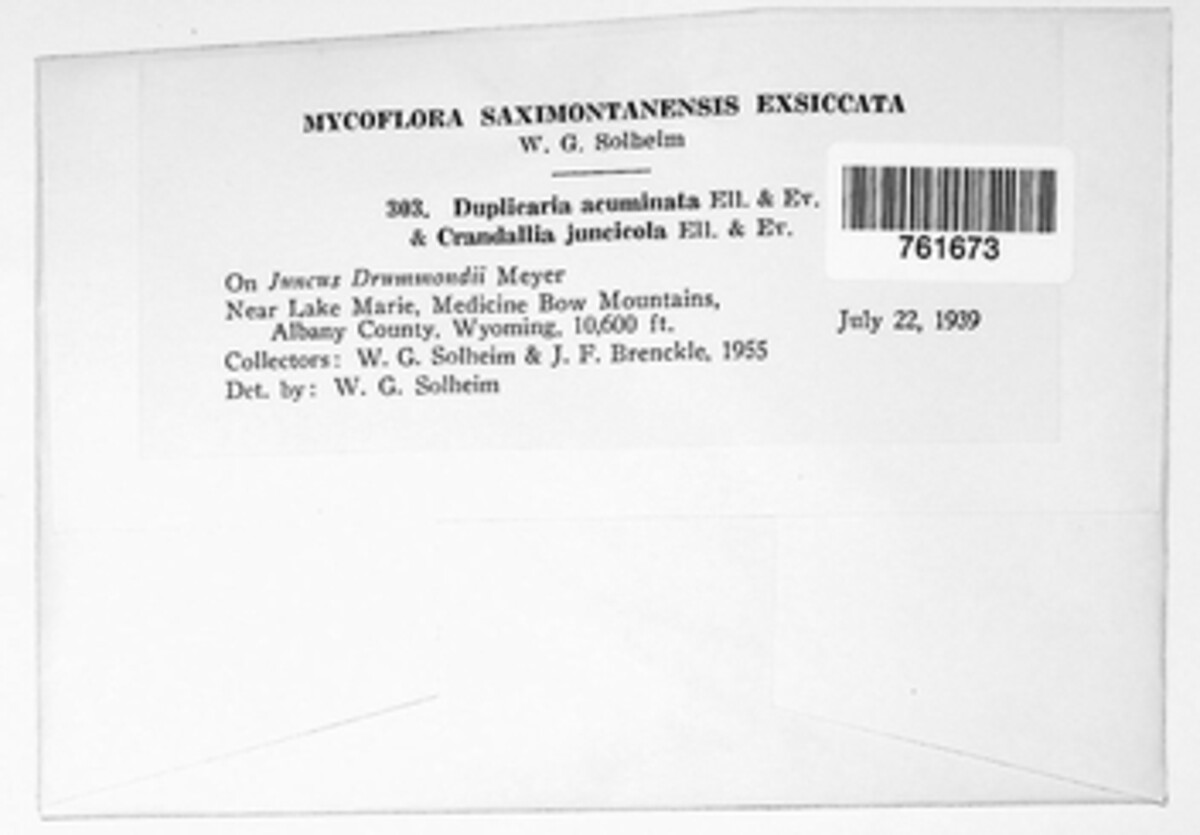 MYCOFLORA SAXIMONTANENSIS EXSICCATA
W. G. Solheim
303. Duplicaria acuminata Ell. & Ev.
& Crandallia juncicola Ell. & Ev.
761673
On Juncus Drummondii Meyer
Near Lake Marie, Medicine Bow Mountains,
Albany County, Wyoming, 10,600 ft. July 22, 1939
Collectors: W. G. Solheim & J. F. Brenckle, 1955
Det. by: W. G. Solheim